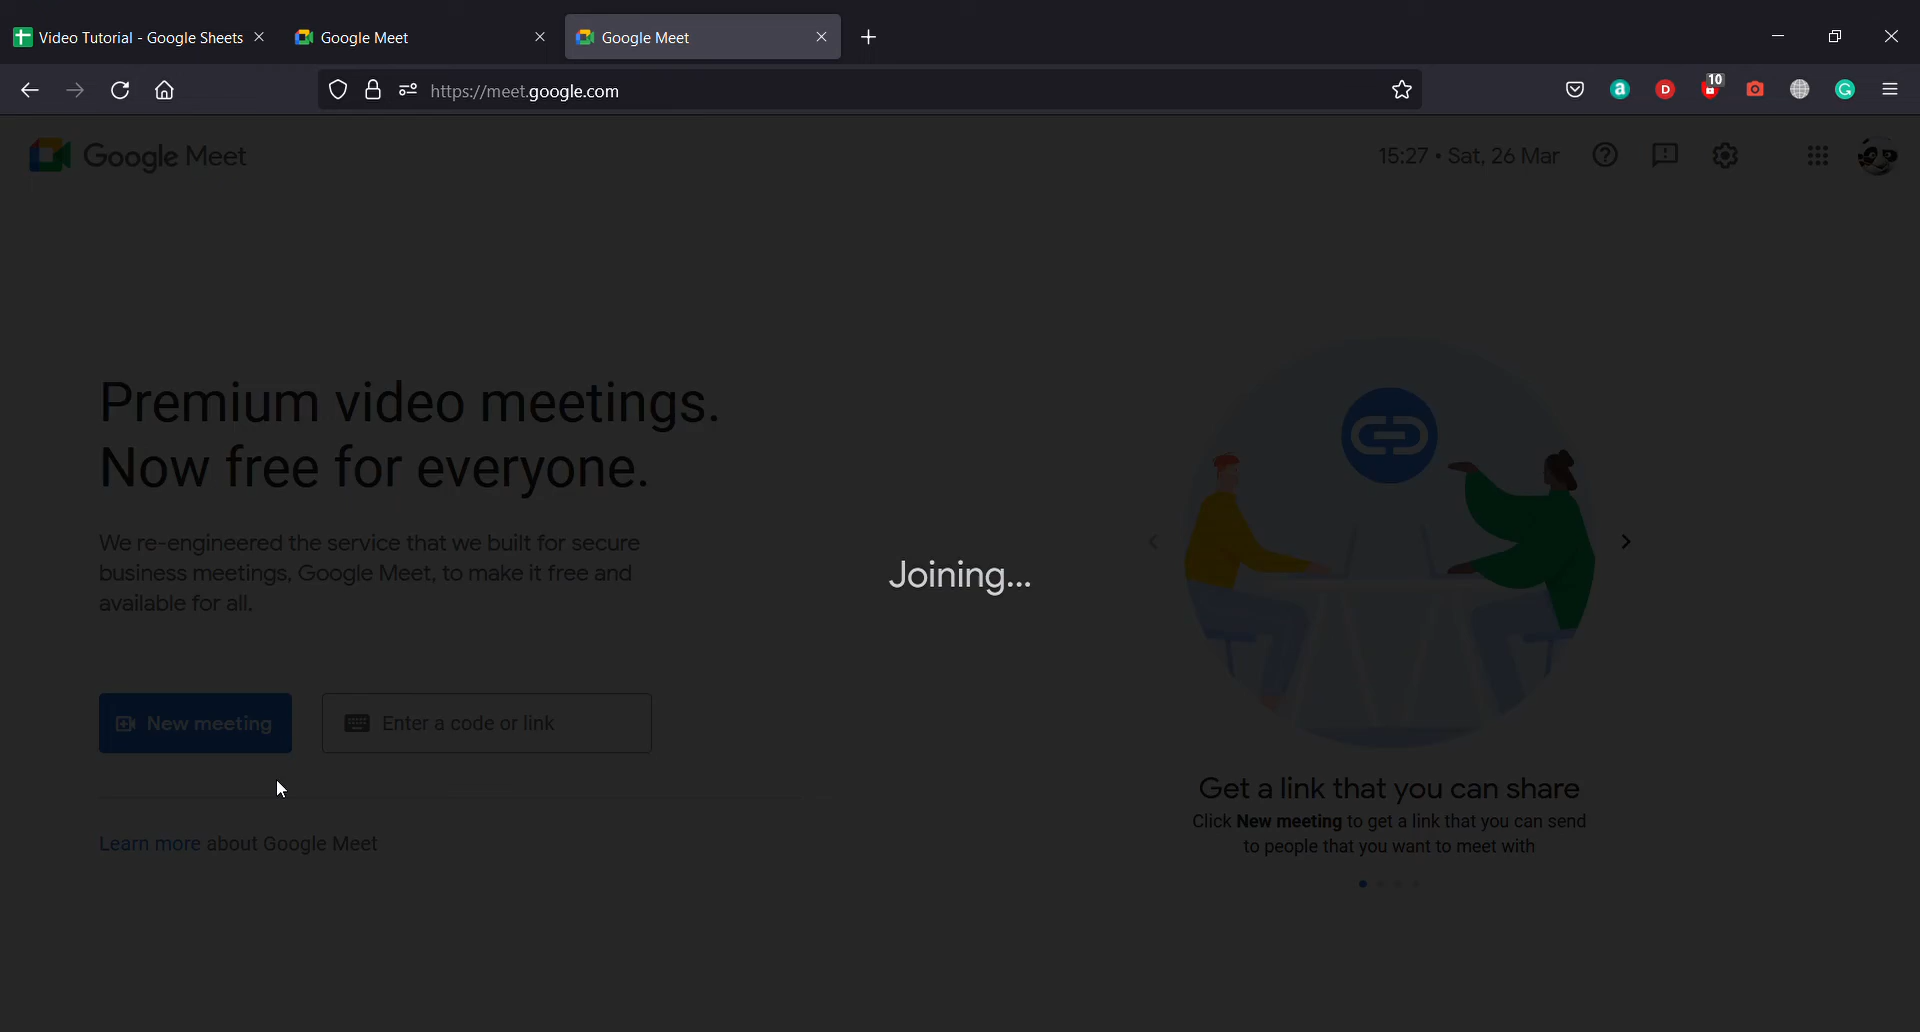 Video Tutorial - Google Sheets
Google Meet
Google Meet
https://meet.google.com
10
Google Meet
15:27 • Sat, 26 Mar
Premium video meetings.
Now free for everyone.
We re-engineered the service that we built for secure
business meetings, Google Meet, to make it free and
available for all.
Joining...
New meeting
Enter a code or link
Get a link that you can share
Click New meeting to get a link that you can send
to people that you want to meet with
Learn more about Google Meet